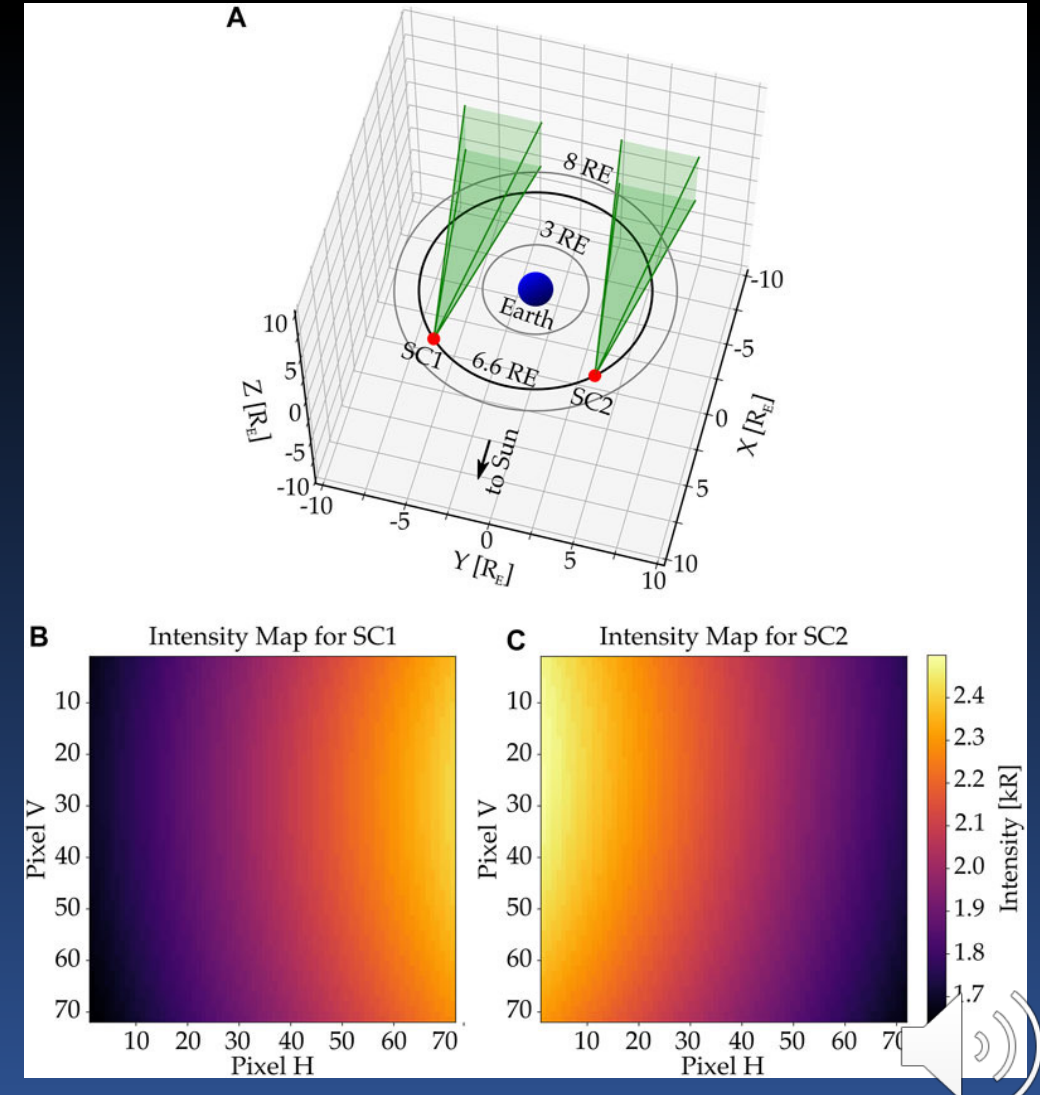 A
8 RE
3 RE
Earth
SC1
6.6 RE
SC2
to Sun
10
5
0
-5
-10
Z [RE]
-10
-5
0
5
10
Y [RE]
-10
-5
0
5
10
X [RE]
B
Intensity Map for SC1
10
20
30
40
50
60
70
Pixel V
10 20 30 40 50 60 70
Pixel H
C
Intensity Map for SC2
10
20
30
40
50
60
70
Pixel V
10 20 30 40 50 60 70
Pixel H
2.4
2.3
2.2
2.1
2.0
1.9
1.8
1.7
Intensity [kR]